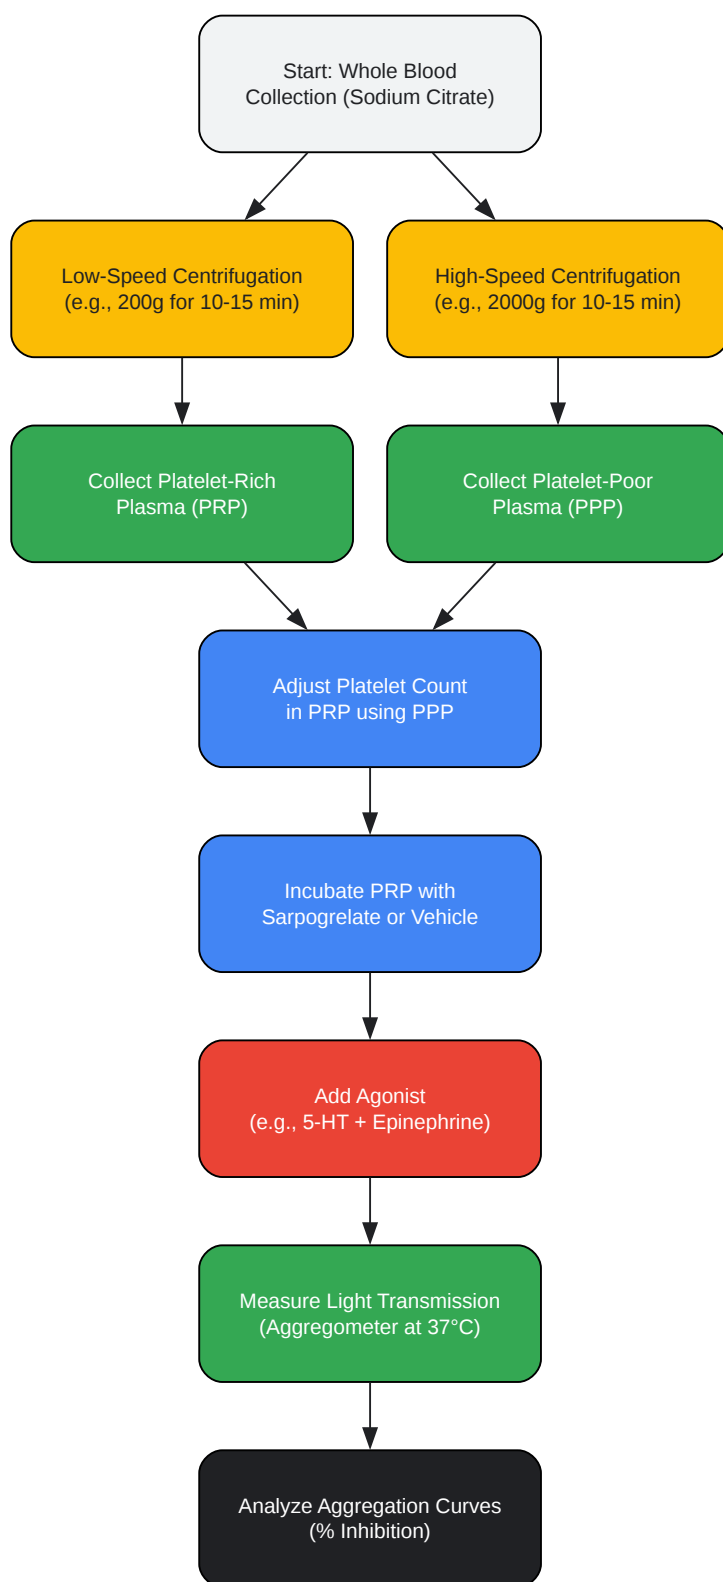 Start: Whole Blood
Collection (Sodium Citrate)
Low-Speed Centrifugation
(e.g., 200g for 10-15 min)
High-Speed Centrifugation
(e.g., 2000g for 10-15 min)
Collect Platelet-Rich
Plasma (PRP)
Collect Platelet-Poor
Plasma (PPP)
Adjust Platelet Count
in PRP using PPP
Incubate PRP with
Sarpogrelate or Vehicle
Add Agonist
(e.g., 5-HT + Epinephrine)
Measure Light Transmission
(Aggregometer at 37°C)
Analyze Aggregation Curves
(% Inhibition)